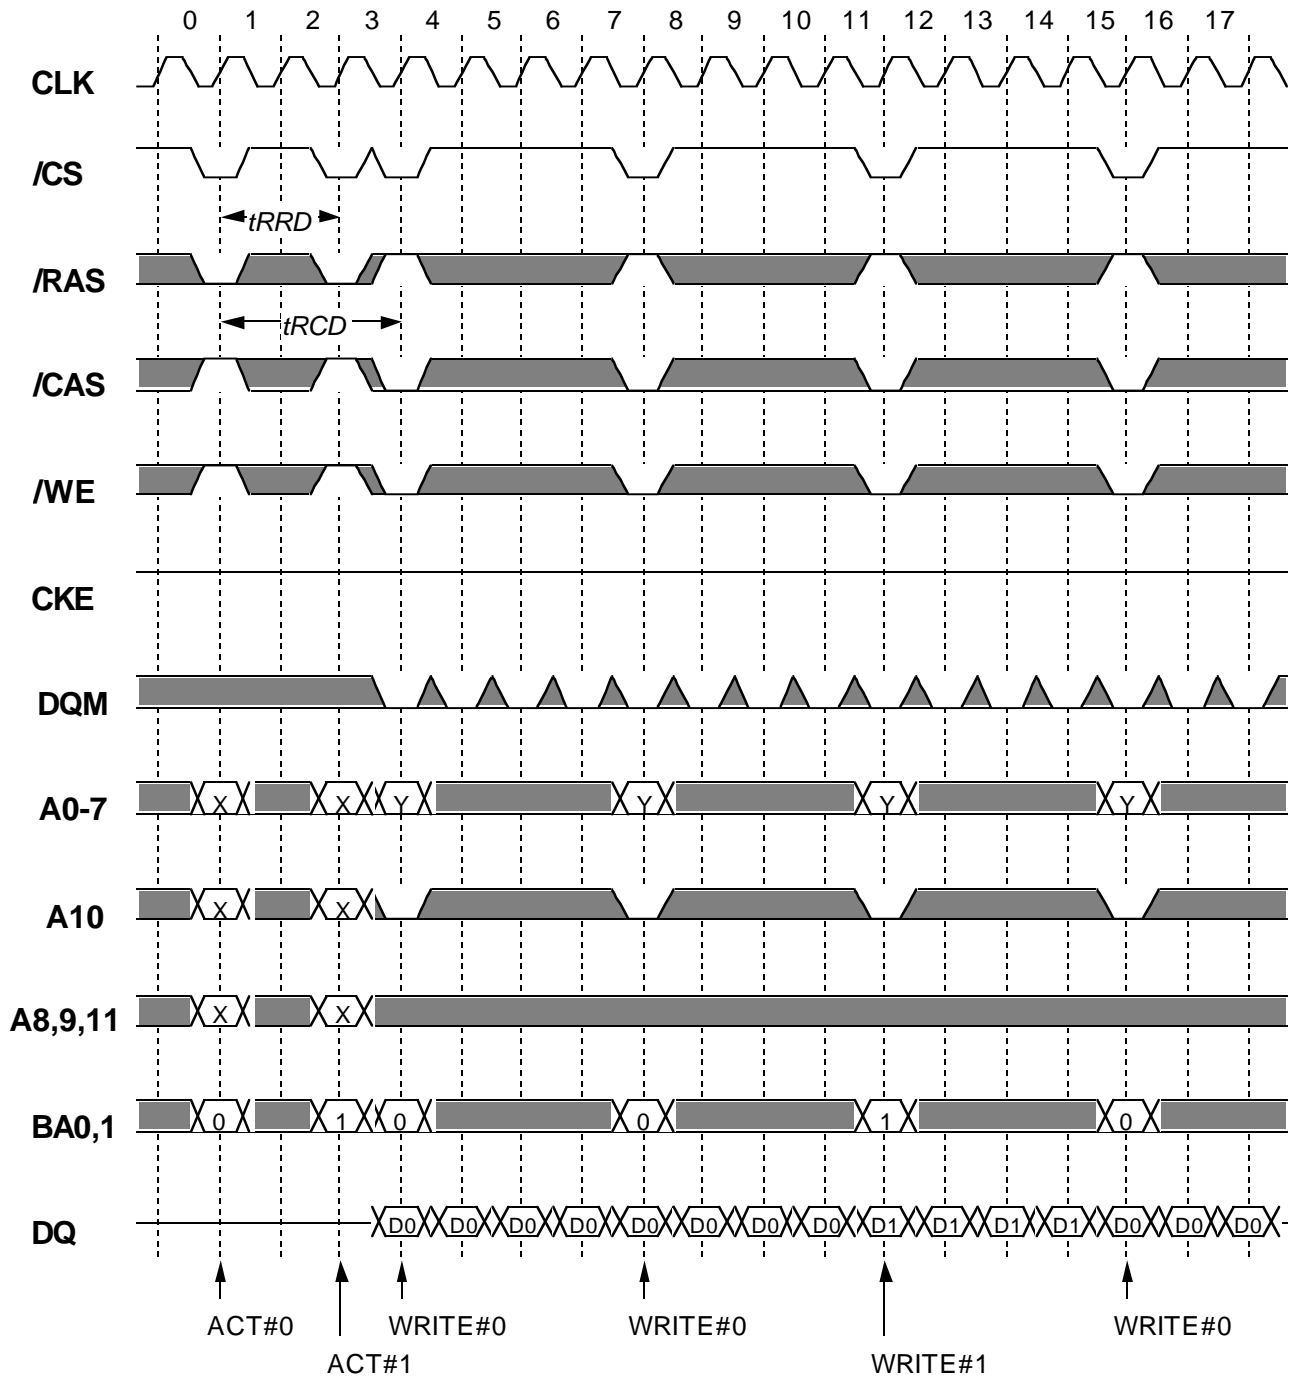 0 1 2 3 4 5 6 7 8 9 10 11 12 13 14 15 16 17
CLK
/CS
tRRD
/RAS
tRCD
/CAS
/WE
CKE
DQM
A0-7 X X Y Y Y Y
A10 X X
A8,9,11 X X
BA0,1 0 1 0 0 1 0
DQ D0 D0 D0 D0 D0 D0 D0 D0 D1 D1 D1 D1 D0 D0 D0
ACT#0 WRITE#0 WRITE#0 WRITE#0
ACT#1 WRITE#1